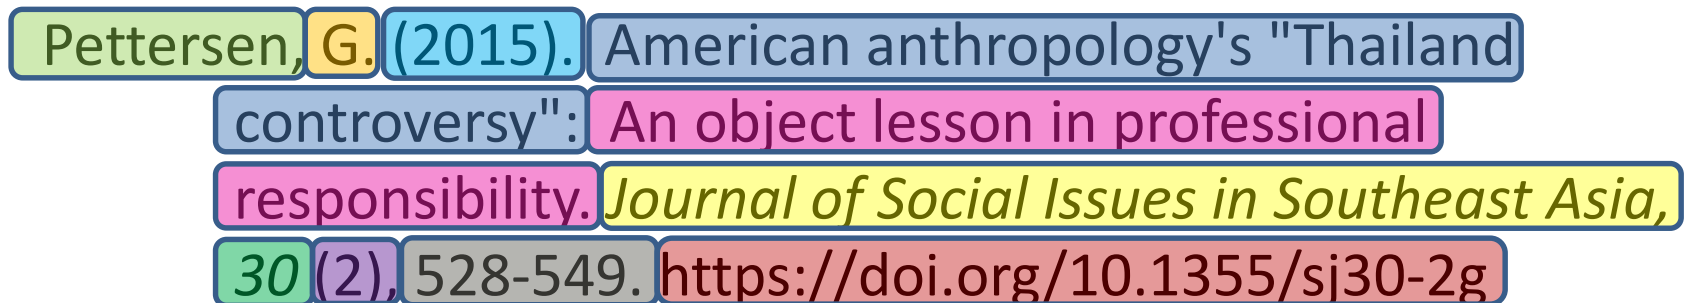 Pettersen, G. (2015). American anthropology's "Thailand
controversy": An object lesson in professional
responsibility. Journal of Social Issues in Southeast Asia,
30 (2), 528-549. https://doi.org/10.1355/sj30-2g